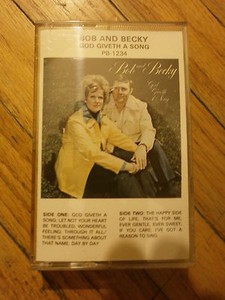 BOB AND BECKY
GOD GIVETH A SONG
PB-1234
Bob and Becky
God
Giveth
A Song
SIDE ONE: GOD GIVETH A
SONG; LET NOT YOUR HEART
BE TROUBLED; WONDERFUL
FEELING; THROUGH IT ALL/
THERE'S SOMETHING ABOUT
THAT NAME; DAY BY DAY
SIDE TWO: THE HAPPY SIDE
OF LIFE; THAT'S FOR ME;
EVER GENTLE, EVER SWEET;
IF YOU CARE; I'VE GOT A
REASON TO SING